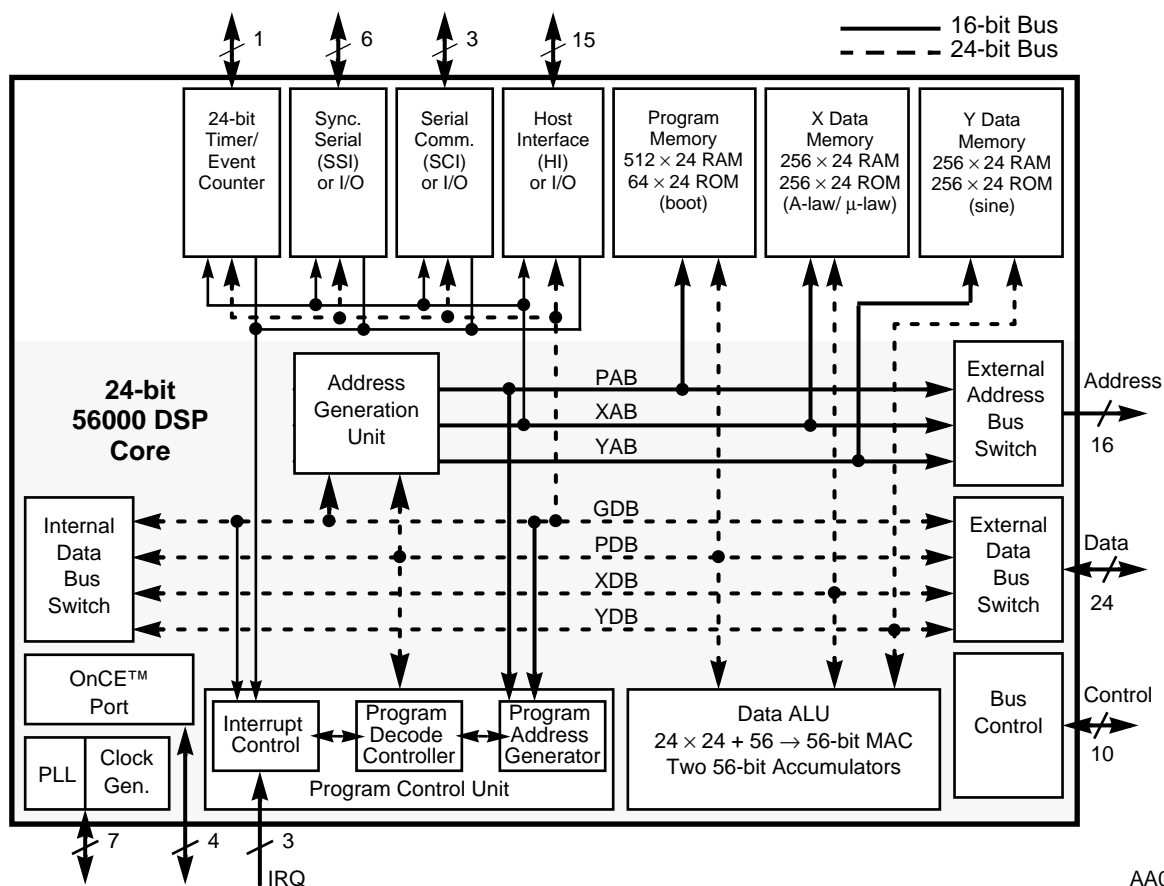 1
6
3
15
16-bit Bus
24-bit Bus
24-bit
Timer/
Event
Counter
Sync.
Serial
(SSI)
or I/O
Serial
Comm.
(SCI)
or I/O
Host
Interface
(HI)
or I/O
Program
Memory
512 × 24 RAM
64 × 24 ROM
(boot)
X Data
Memory
256 × 24 RAM
256 × 24 ROM
(A-law/ μ-law)
Y Data
Memory
256 × 24 RAM
256 × 24 ROM
(sine)
24-bit
56000 DSP
Core
Address
Generation
Unit
PAB
XAB
YAB
External
Address
Bus
Switch
Address
16
Internal
Data
Bus
Switch
GDB
PDB
XDB
YDB
External
Data
Bus
Switch
Data
24
OnCE™
Port
PLL
Clock
Gen.
Interrupt
Control
Program
Decode
Controller
Program
Address
Generator
Program Control Unit
Data ALU
24 × 24 + 56 → 56-bit MAC
Two 56-bit Accumulators
Bus
Control
Control
10
7
4
3
IRQ
AA0